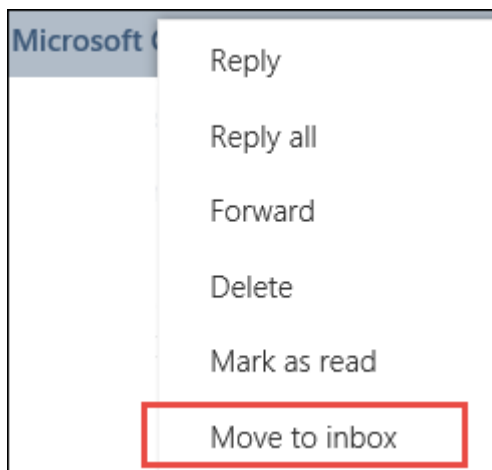 Microsoft
Reply
Reply all
Forward
Delete
Mark as read
Move to inbox